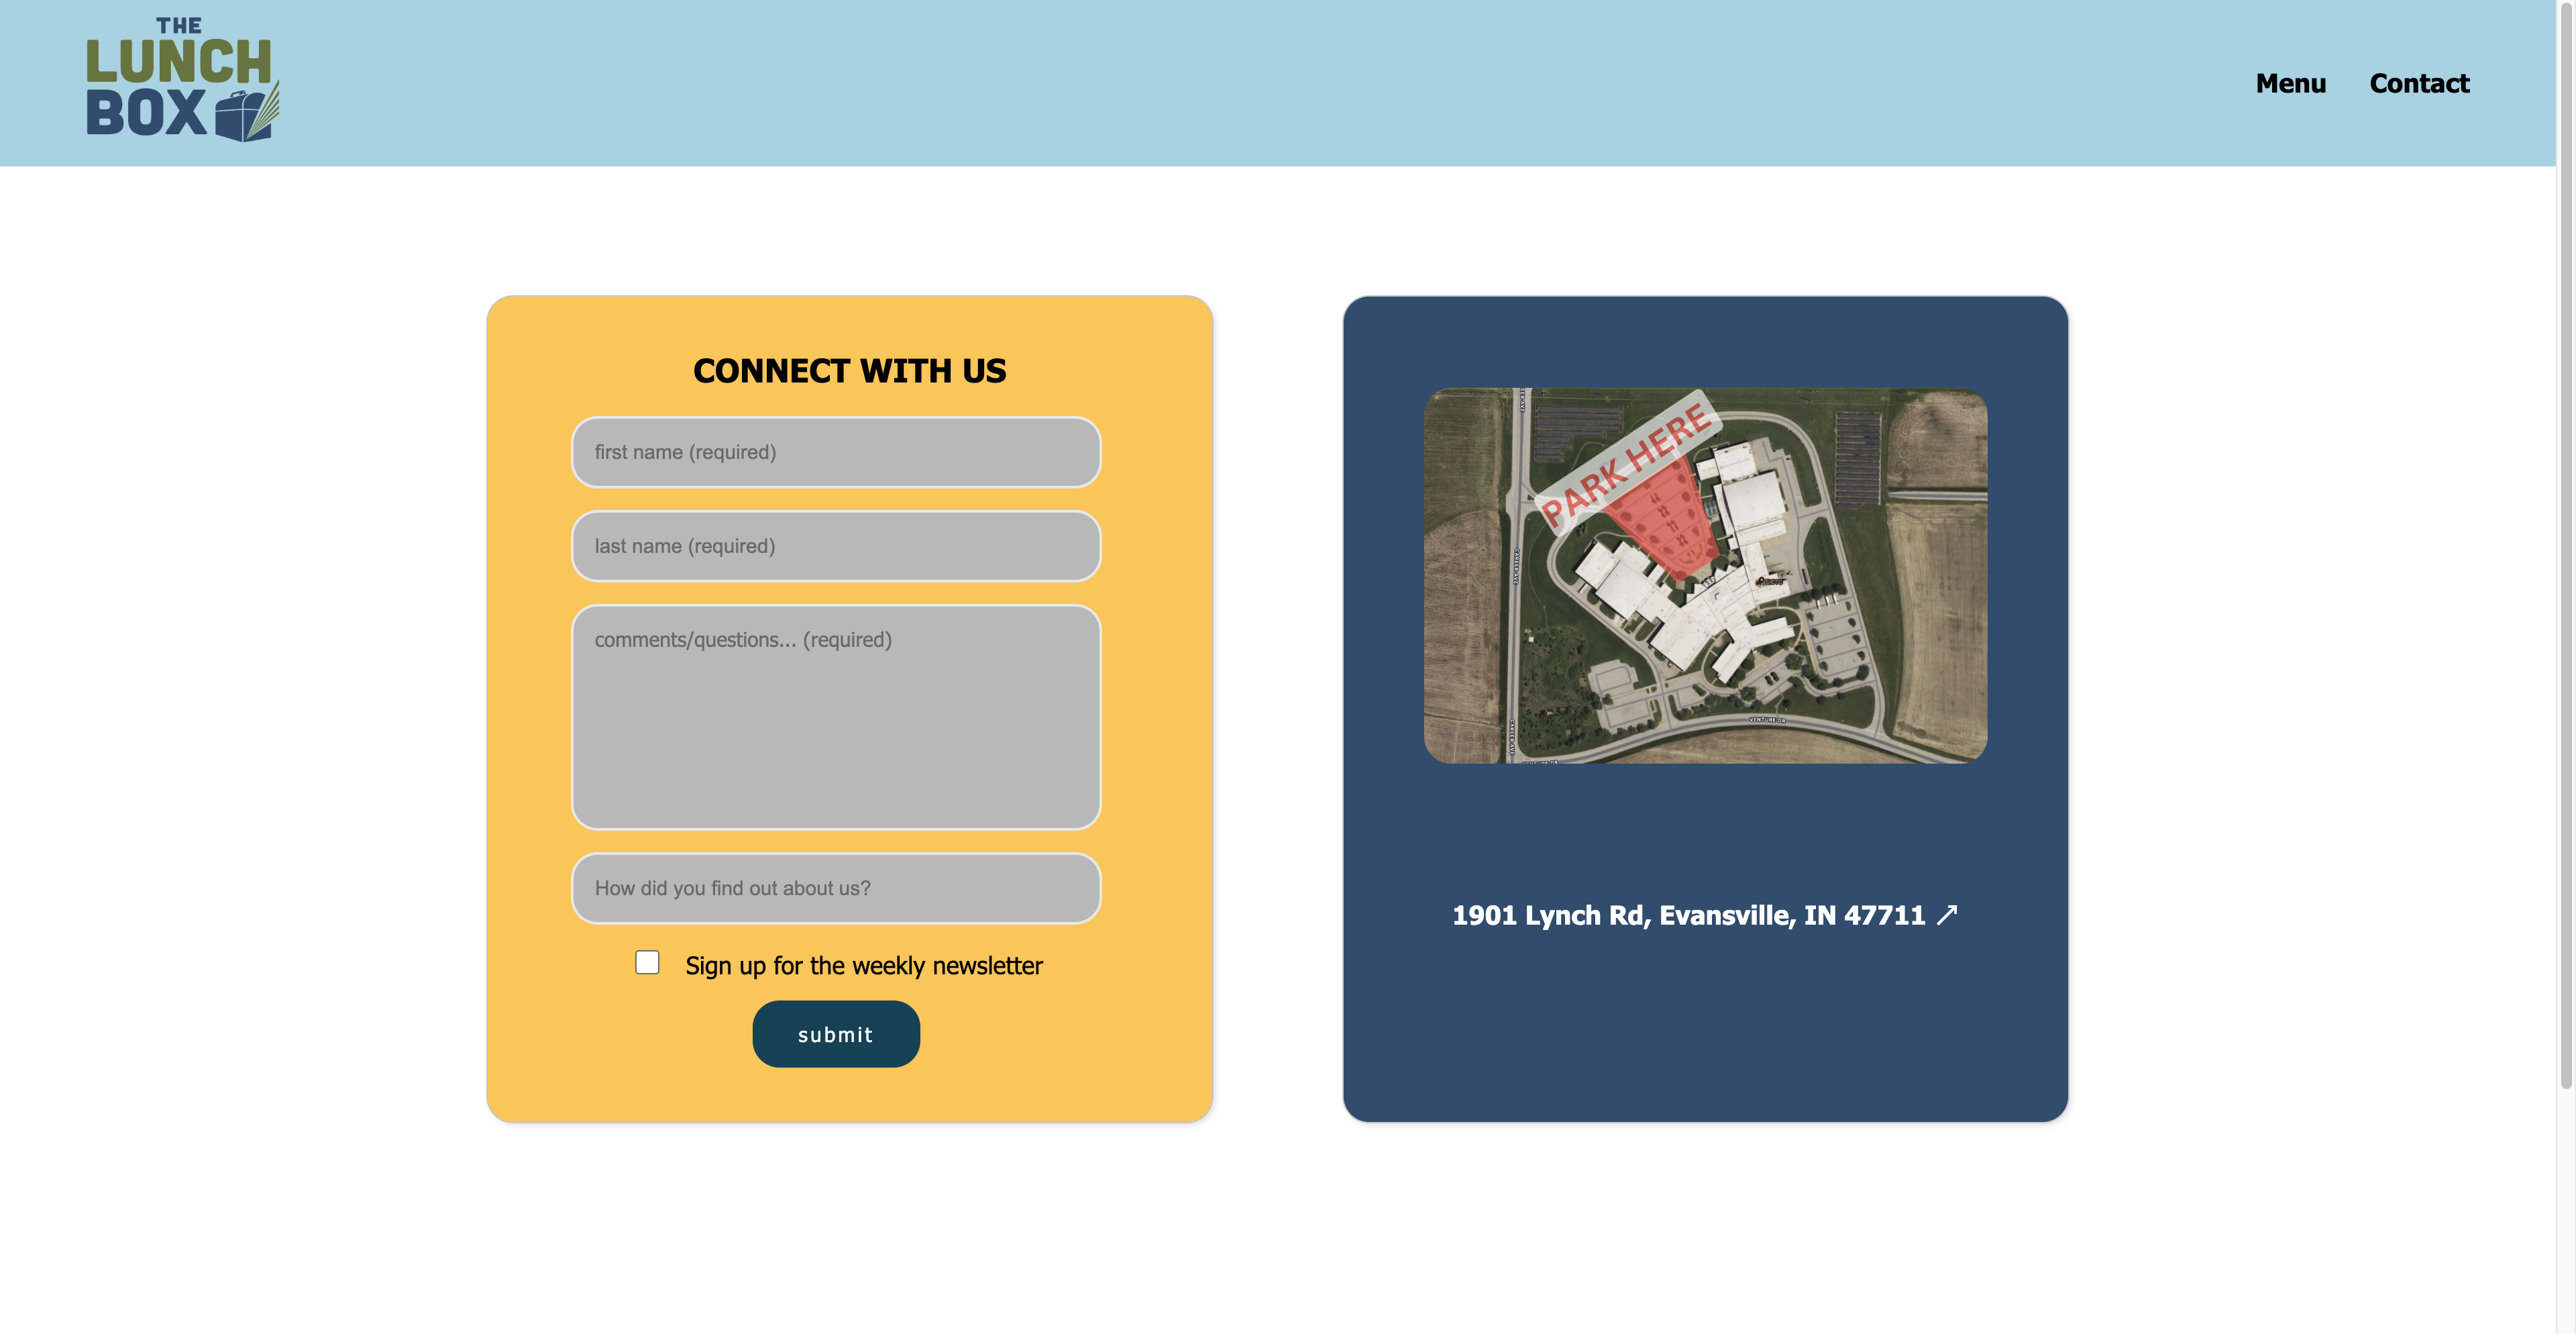 THE
LUNCH
BOX
Menu
Contact
CONNECT WITH US
first name (required)
last name (required)
comments/questions... (required)
How did you find out about us?
Sign up for the weekly newsletter
submit
PARK HERE
VENTURE DR
1901 Lynch Rd, Evansville, IN 47711 ↗